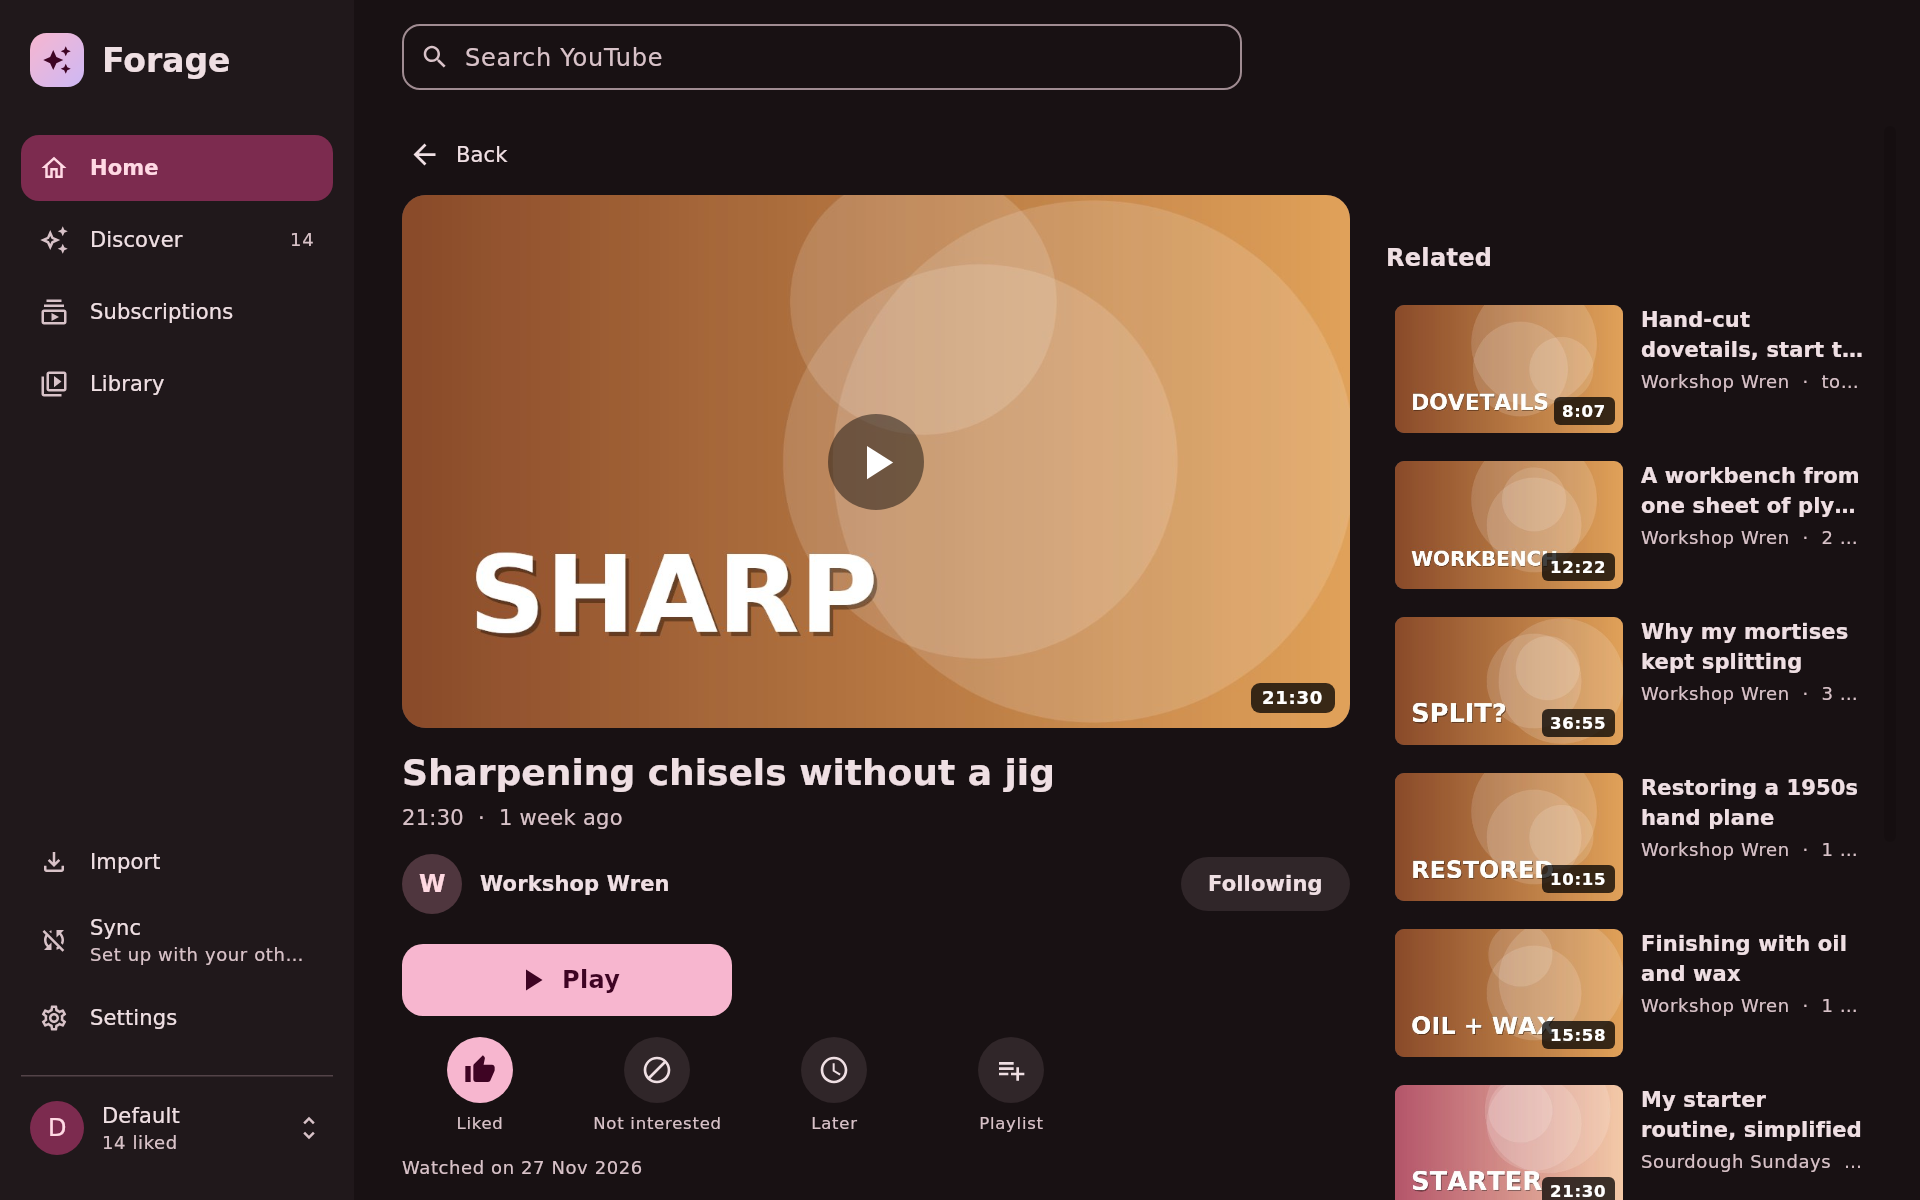 Forage
Search YouTube
Home
Discover 14
Subscriptions
Library
Import
Sync
Set up with your oth...
Settings
D
Default
14 liked
Back
SHARP
21:30
Sharpening chisels without a jig
21:30 · 1 week ago
W
Workshop Wren
Following
Play
Liked
Not interested
Later
Playlist
Watched on 27 Nov 2026
Related
DOVETAILS
8:07
Hand-cut
dovetails, start t...
Workshop Wren · to...
WORKBENCH
12:22
A workbench from
one sheet of ply...
Workshop Wren · 2 ...
SPLIT?
36:55
Why my mortises
kept splitting
Workshop Wren · 3 ...
RESTORED
10:15
Restoring a 1950s
hand plane
Workshop Wren · 1 ...
OIL + WAX
15:58
Finishing with oil
and wax
Workshop Wren · 1 ...
STARTER
21:30
My starter
routine, simplified
Sourdough Sundays ...